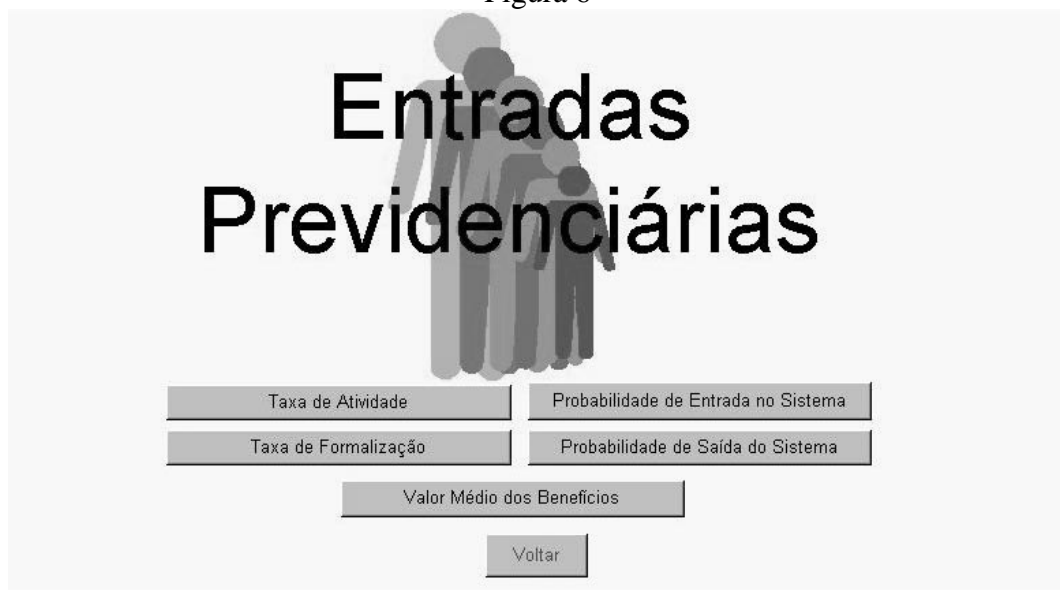 Entradas
Previdenciárias
Taxa de Atividade
Probabilidade de Entrada no Sistema
Taxa de Formalização
Probabilidade de Saída do Sistema
Valor Médio dos Benefícios
Voltar